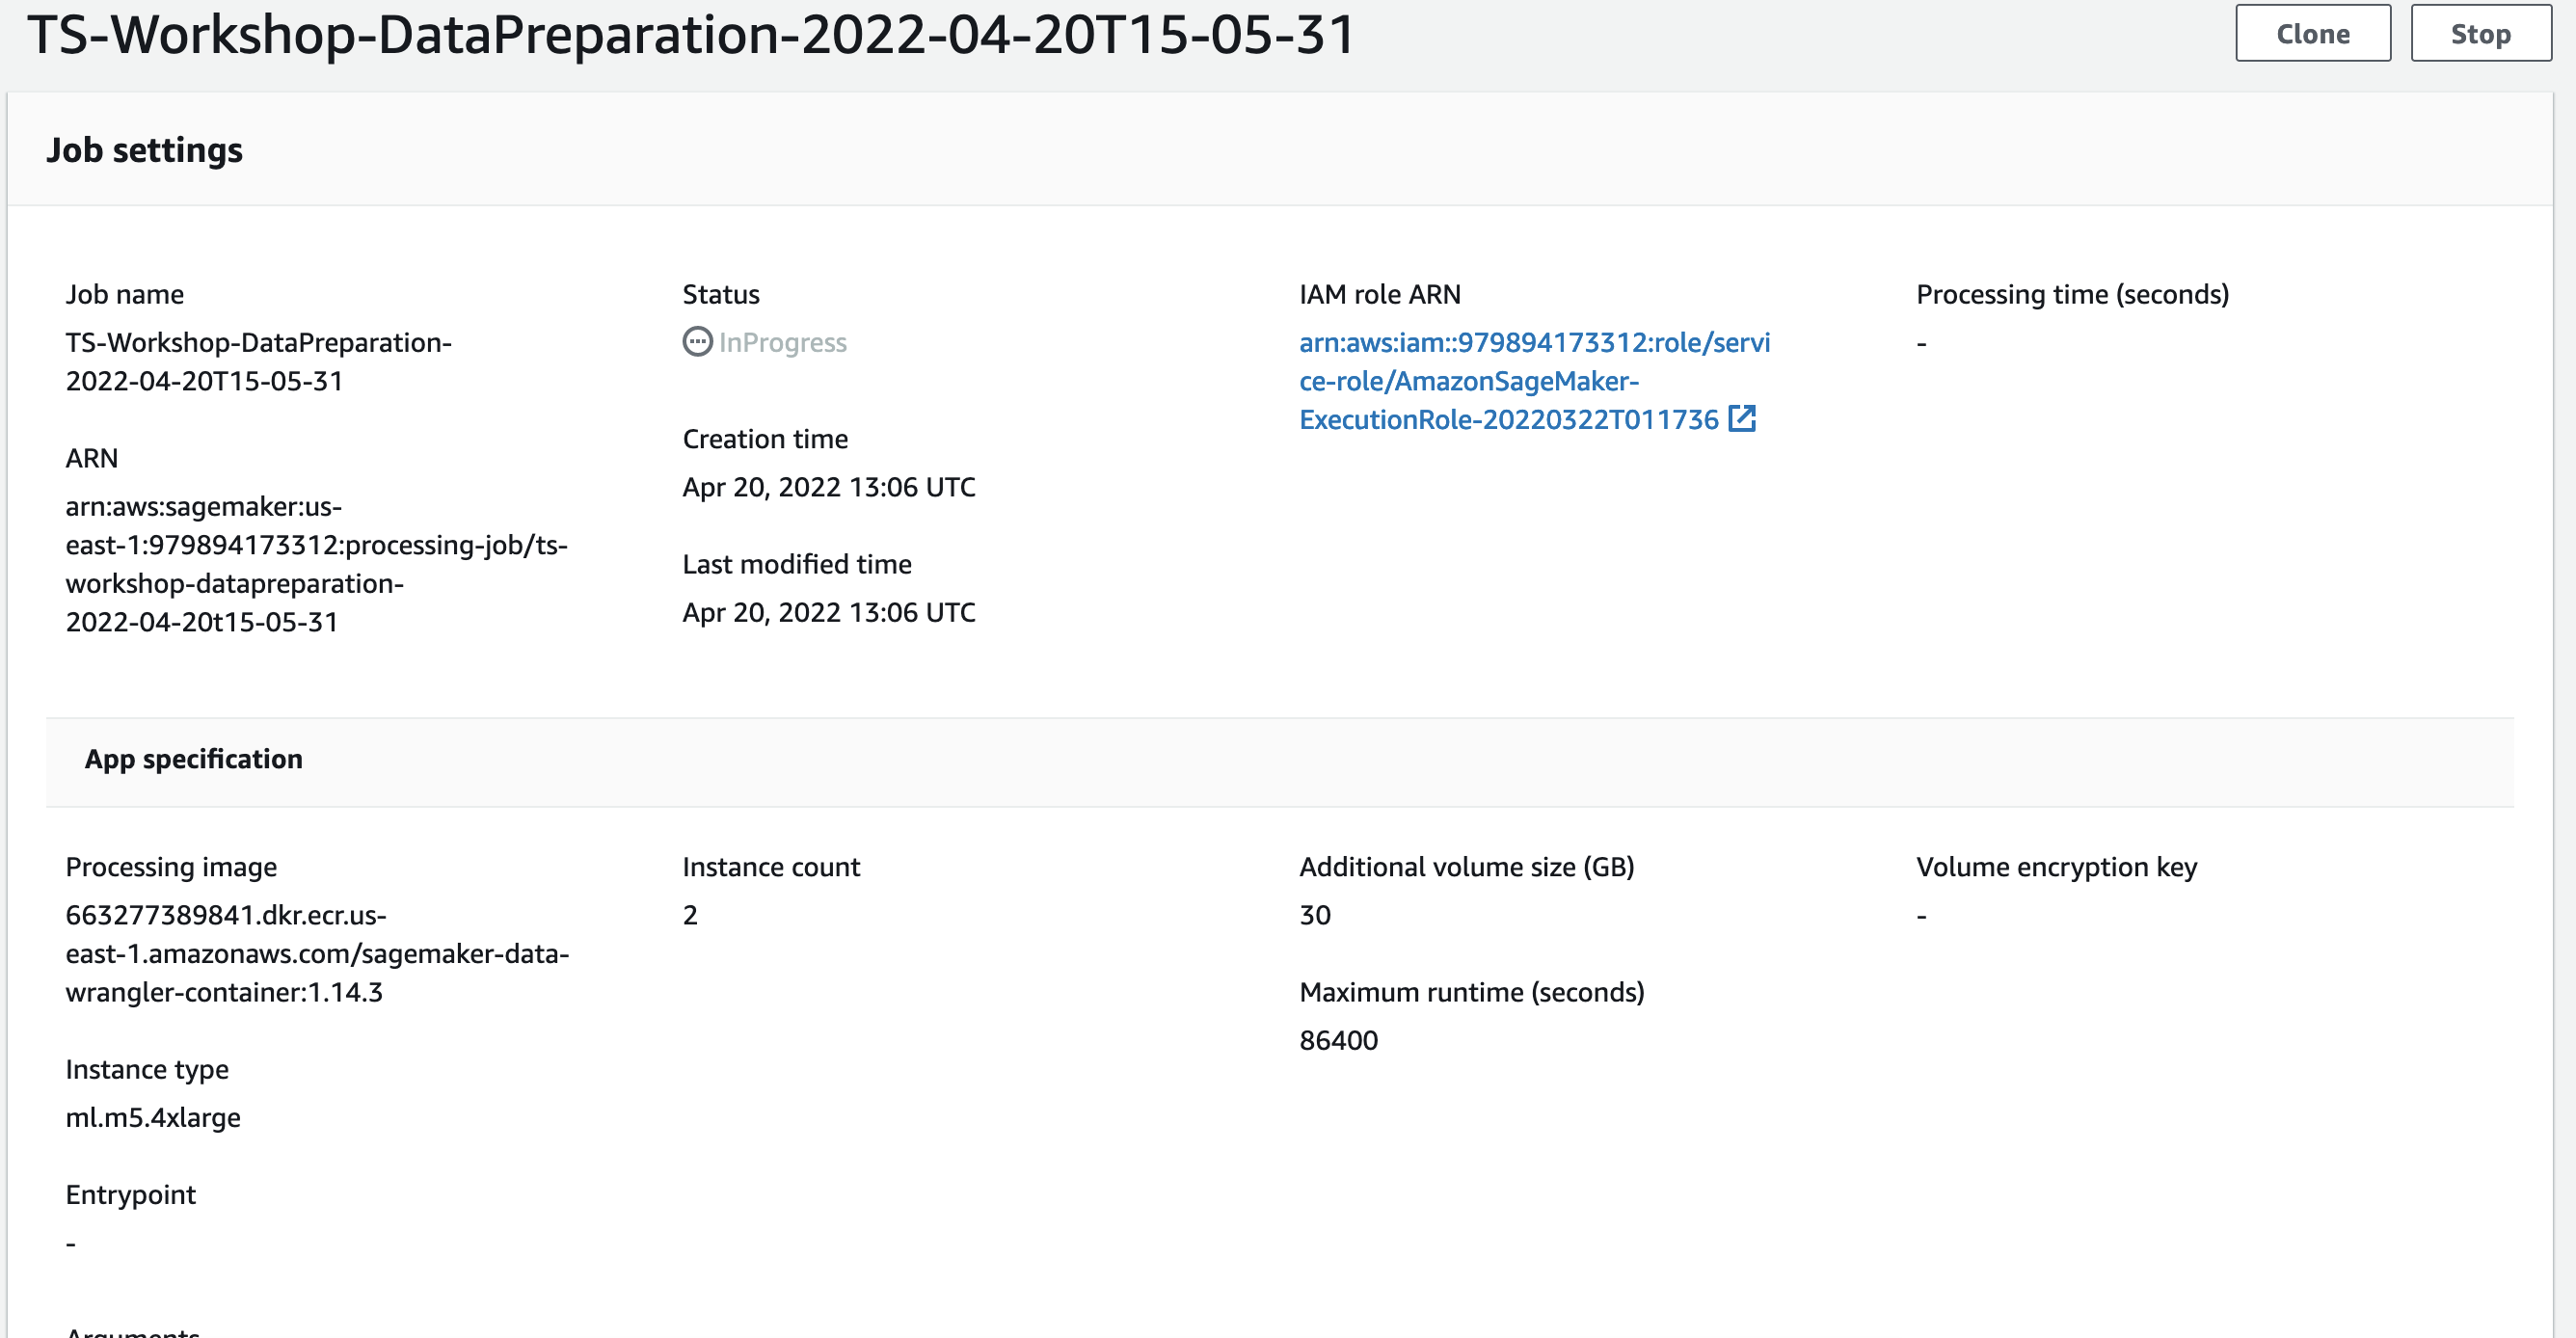 TS-Workshop-DataPreparation-2022-04-20T15-05-31
Clone
Stop
Job settings
Job name
TS-Workshop-DataPreparation-
2022-04-20T15-05-31
ARN
arn:aws:sagemaker:us-
east-1:979894173312:processing-job/ts-
workshop-datapreparation-
2022-04-20t15-05-31
Status
InProgress
Creation time
Apr 20, 2022 13:06 UTC
Last modified time
Apr 20, 2022 13:06 UTC
IAM role ARN
arn:aws:iam::979894173312:role/servi
ce-role/AmazonSageMaker-
ExecutionRole-20220322T011736
Processing time (seconds)
-
App specification
Processing image
663277389841.dkr.ecr.us-
east-1.amazonaws.com/sagemaker-data-
wrangler-container:1.14.3
Instance type
ml.m5.4xlarge
Entrypoint
-
Arguments
Instance count
2
Additional volume size (GB)
30
Maximum runtime (seconds)
86400
Volume encryption key
-